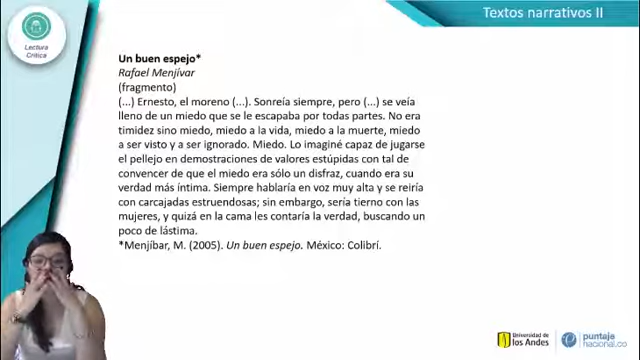 Textos narrativos II
Lectura
Crítica
Un buen espejo*
Rafael Menjívar
(fragmento)
(...) Ernesto, el moreno (...). Sonreía siempre, pero (...) se veía
lleno de un miedo que se le escapaba por todas partes. No era
timidez sino miedo, miedo a la vida, miedo a la muerte, miedo
a ser visto y a ser ignorado. Miedo. Lo imaginé capaz de jugarse
el pellejo en demostraciones de valores estúpidas con tal de
convencer de que el miedo era sólo un disfraz, cuando era su
verdad más íntima. Siempre hablaría en voz muy alta y se reiría
con carcajadas estruendosas; sin embargo, sería tierno con las
mujeres, y quizá en la cama les contaría la verdad, buscando un
poco de lástima.
*Menjíbar, M. (2005). Un buen espejo. México: Colibrí.
Universidad de
los Andes
puntaje
nacional.co